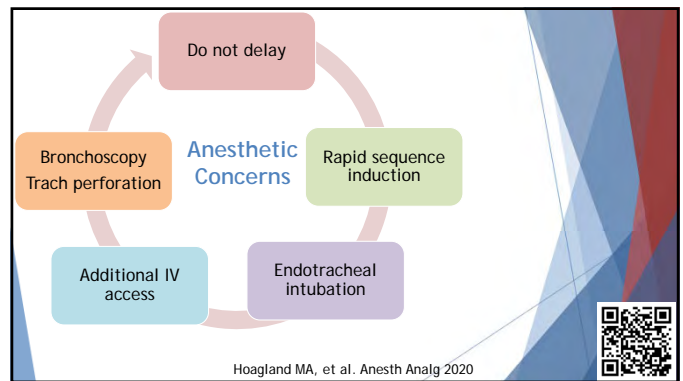 Do not delay
Anesthetic
Concerns
Rapid sequence
induction
Endotracheal
intubation
Additional IV
access
Bronchoscopy
Trach perforation
Hoagland MA, et al. Anesth Analg 2020